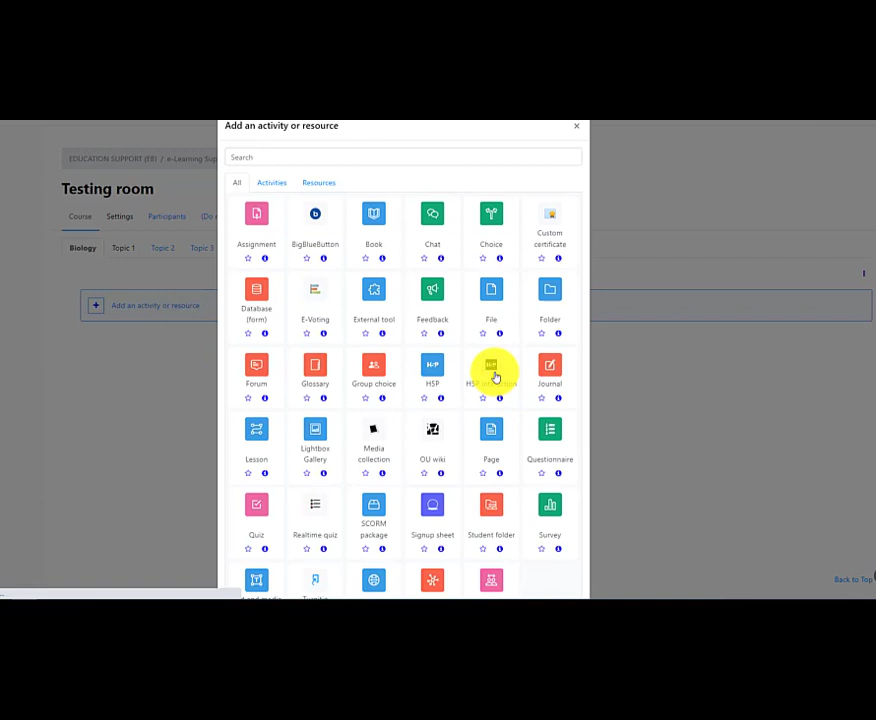 Add an activity or resource
×
Search
EDUCATION SUPPORT (EB) / e-Learning Sup
All Activities Resources
Testing room
Course Settings Participants
Biology Topic 1 Topic 2 Topic 3
Assignment BigBlueButton Book Chat Choice Custom certificate
Add an activity or resource
Database (form) E-Voting External tool Feedback File Folder
H-P
Forum Glossary Group choice H5P Journal
Lesson Lightbox Gallery Media collection OU wiki Page Questionnaire
Quiz Realtime quiz SCORM package Signup sheet Student folder Survey
Back to Top